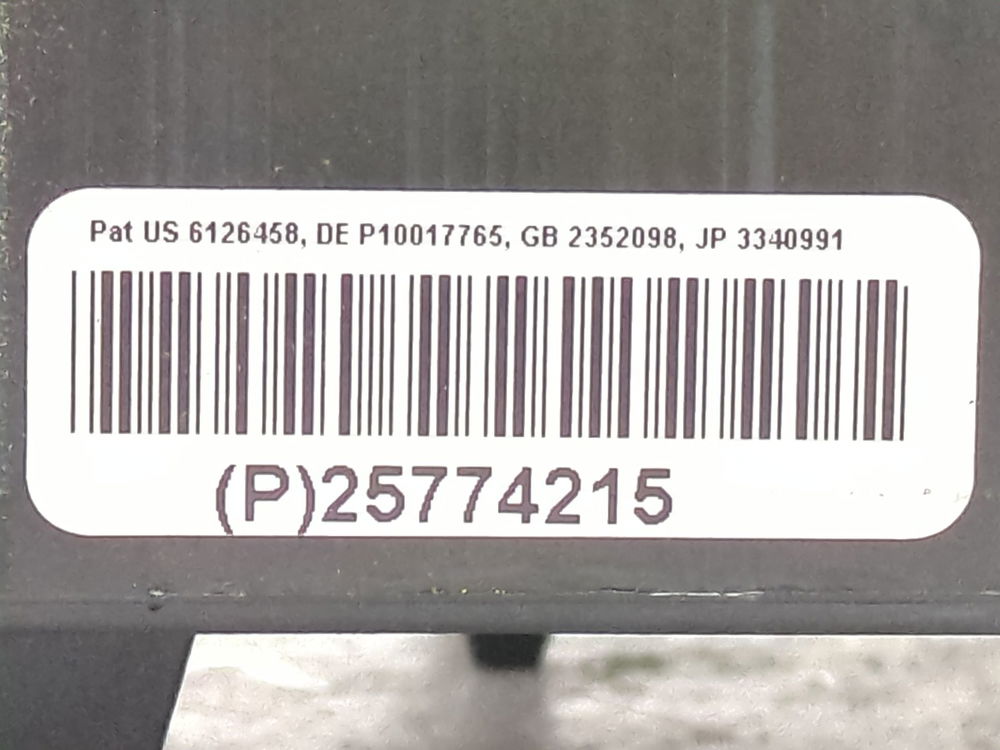 Pat US 6126458, DE P10017765, GB 2352098, JP 3340991
(P)25774215